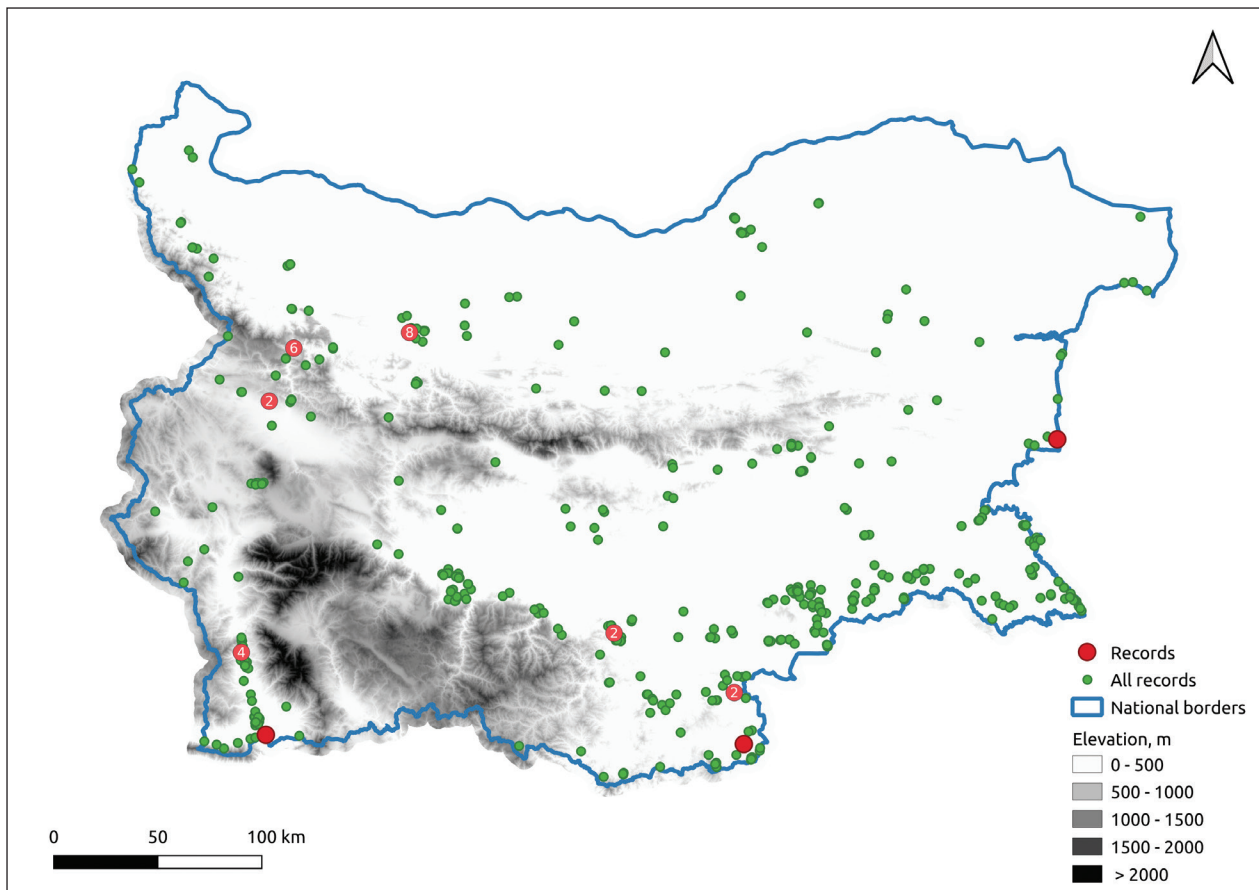 8
6
2
2
4
2
Records
All records
National borders
Elevation, m
0 - 500
500 - 1000
1000 - 1500
1500 - 2000
> 2000
0 50 100 km